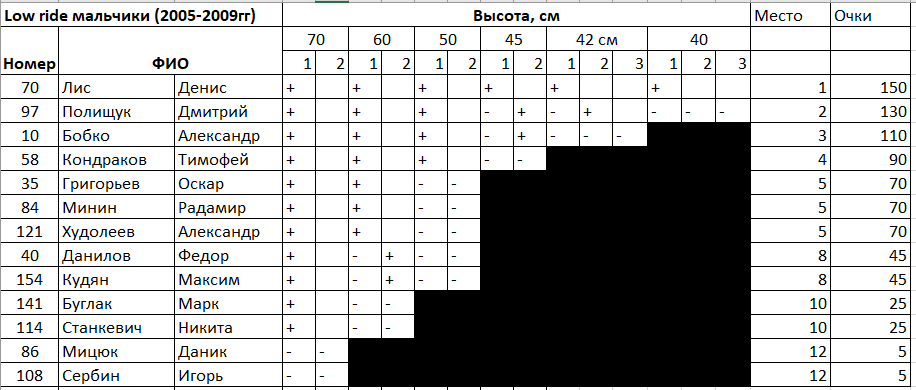 Low ride мальчики (2005-2009гг) Высота, см Место Очки
70 60 50 45 42 см 40
Номер ФИО 1 2 1 2 1 2 1 2 1 2 3 1 2 3
70 Лис Денис + + + + + + 1 150
97 Полищук Дмитрий + + + - + - + - - - 2 130
10 Бобко Александр + + + - + - - - 3 110
58 Кондраков Тимофей + + + - - 4 90
35 Григорьев Оскар + + - - 5 70
84 Минин Радамир + + - - 5 70
121 Худолеев Александр + + - - 5 70
40 Данилов Федор + - + - - 8 45
154 Кудян Максим + - + - - 8 45
141 Буглак Марк + - - 10 25
114 Станкевич Никита + - - 10 25
86 Мицюк Даник - - 12 5
108 Сербин Игорь - - 12 5